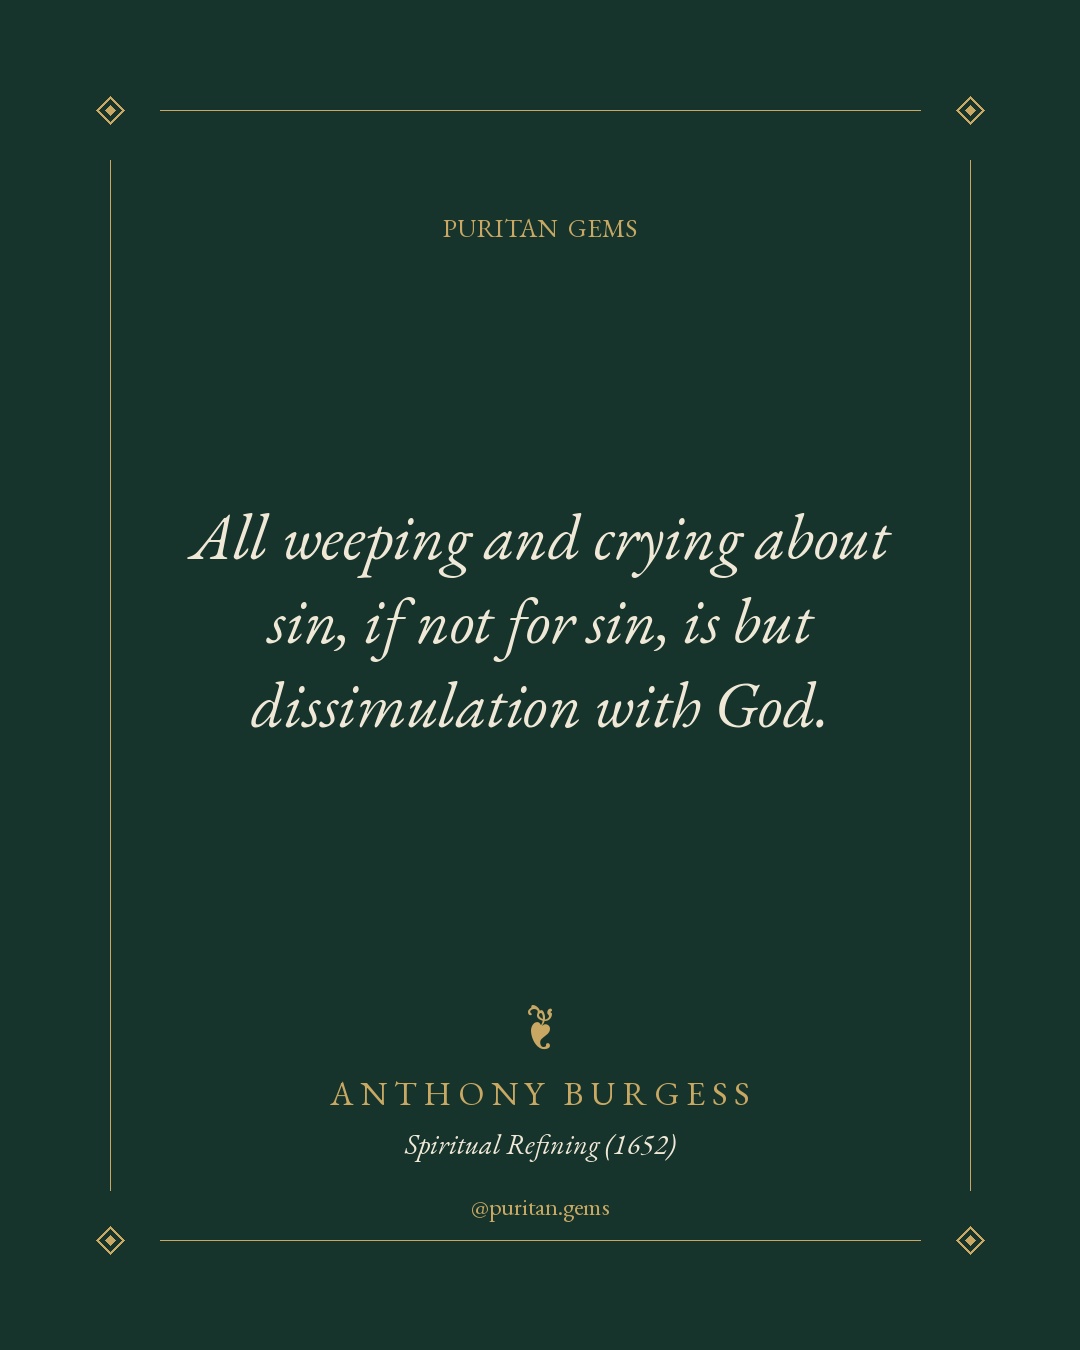 PURITAN GEMS
All weeping and crying about
sin, if not for sin, is but
dissimulation with God.
ANTHONY BURGESS
Spiritual Refining (1652)
@puritan.gems